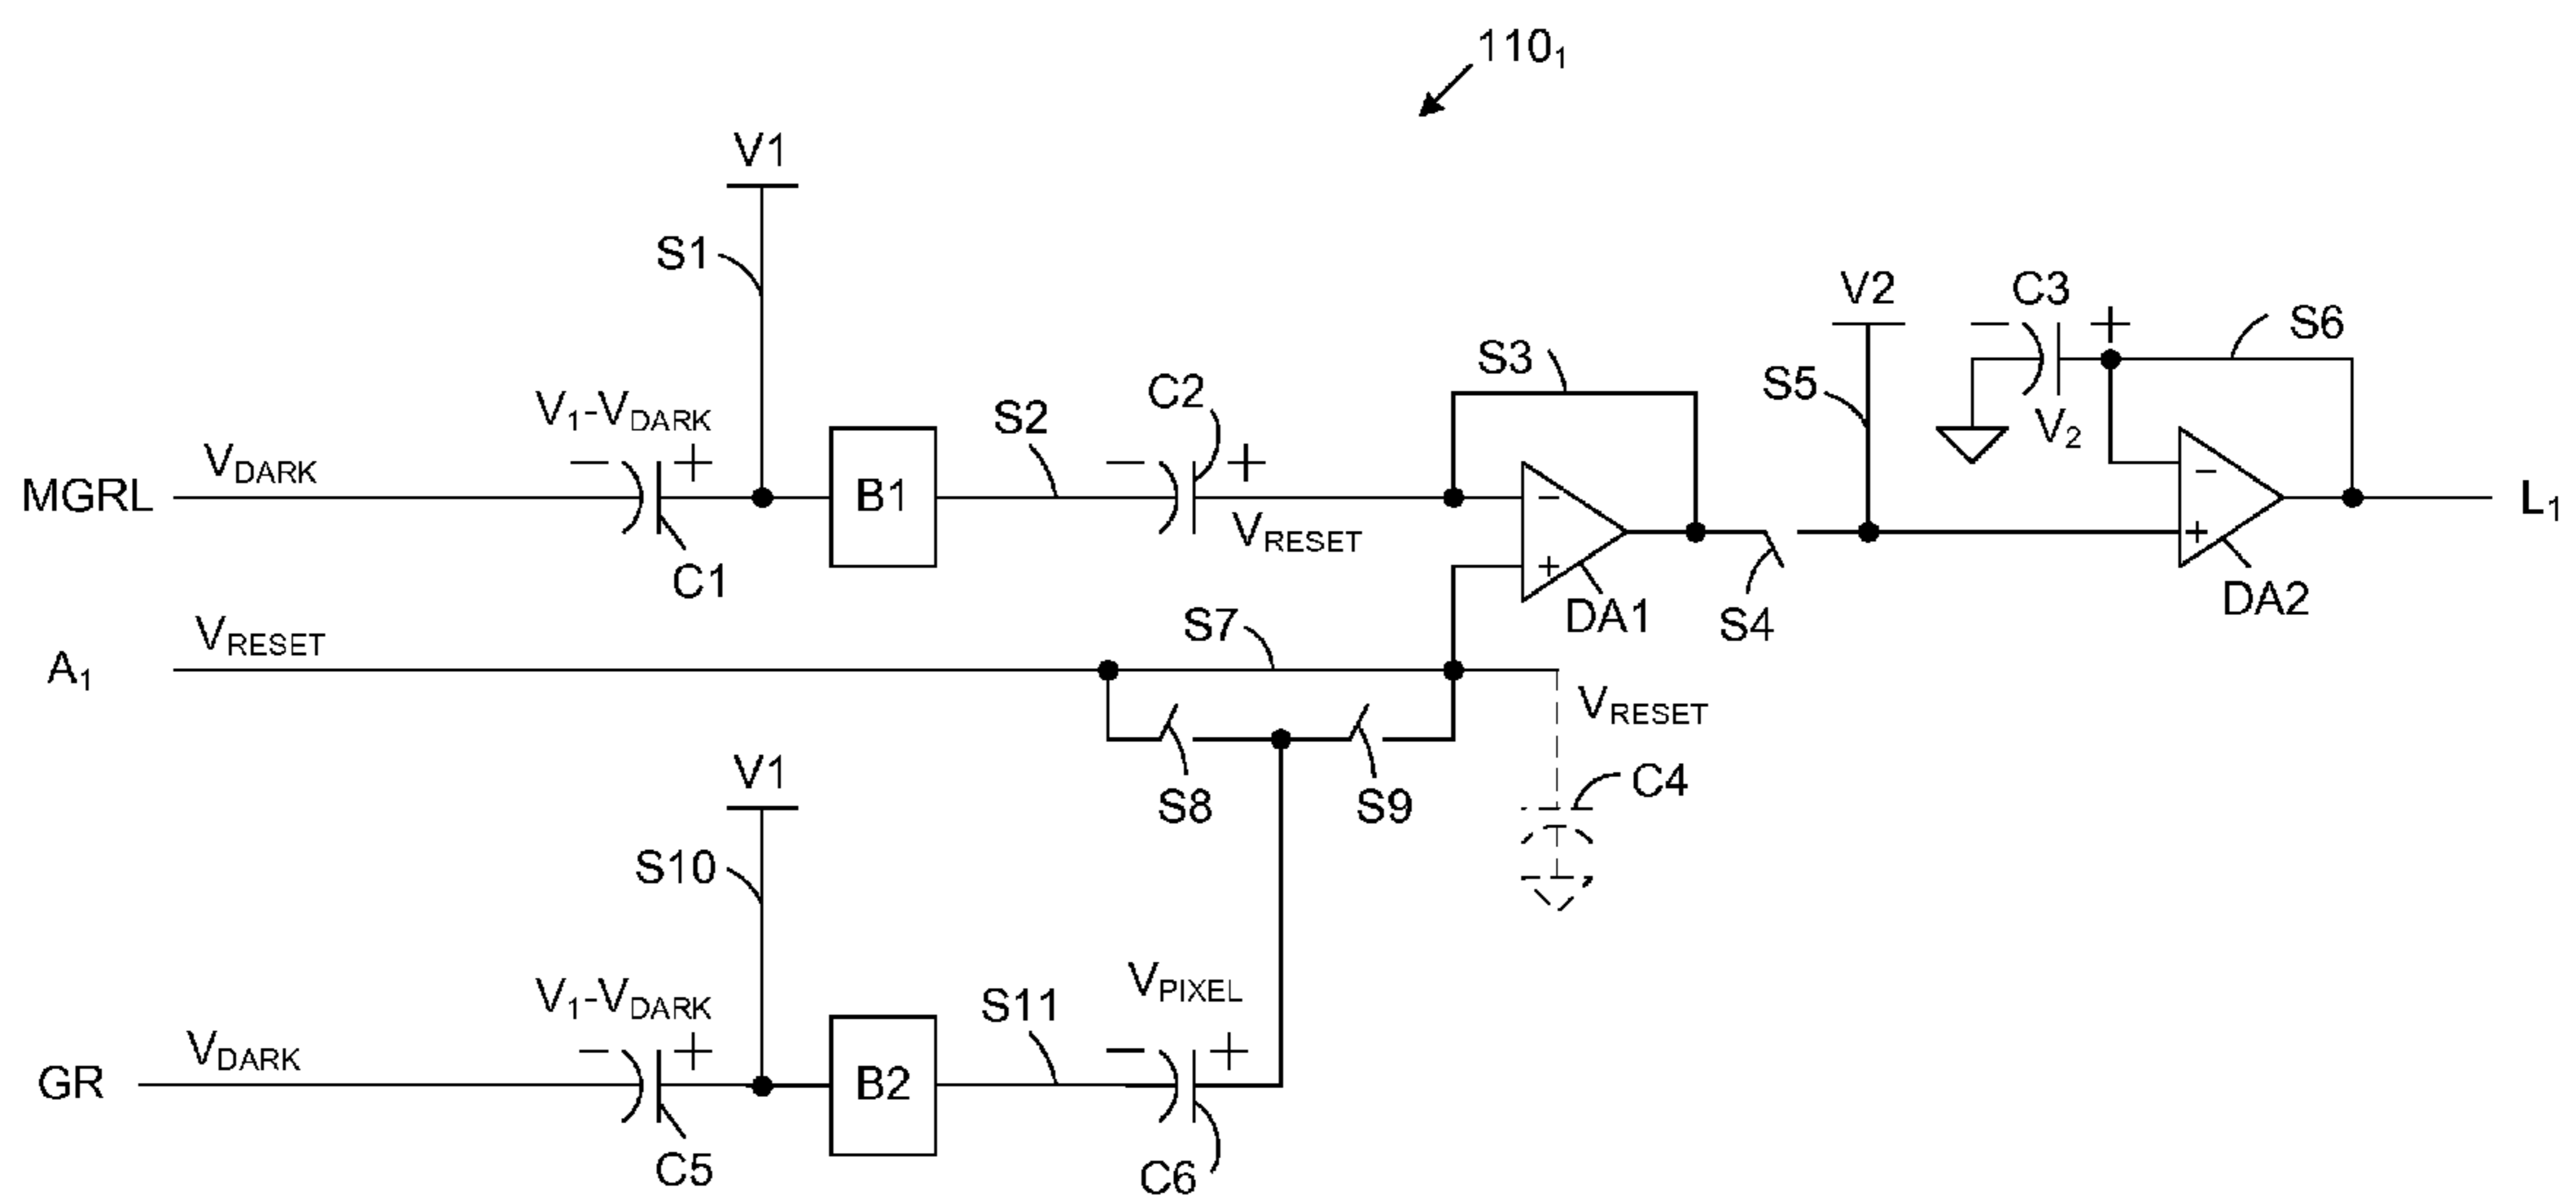 110₁
V1
S1
V2
C3
S6
S3
S5
V₁-V_DARK
C2
S2
V₂
MGRL
V_DARK
B1
L₁
V_RESET
C1
DA1
S4
DA2
S7
V_RESET
A₁
V_RESET
V1
S8
S9
C4
S10
V₁-V_DARK
V_PIXEL
S11
V_DARK
GR
B2
C5
C6